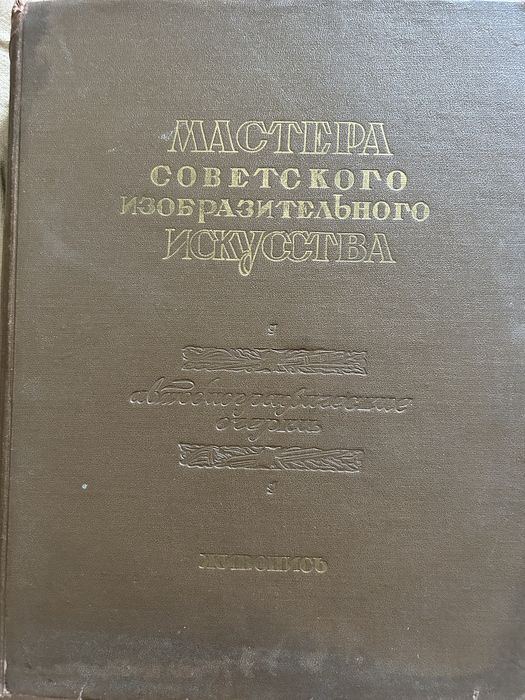 МАСТЕРА
СОВЕТСКОГО
ИЗОБРАЗИТЕЛЬНОГО
ИСКУССТВА
автобиографические
очерки
ЖИВОПИСЬ